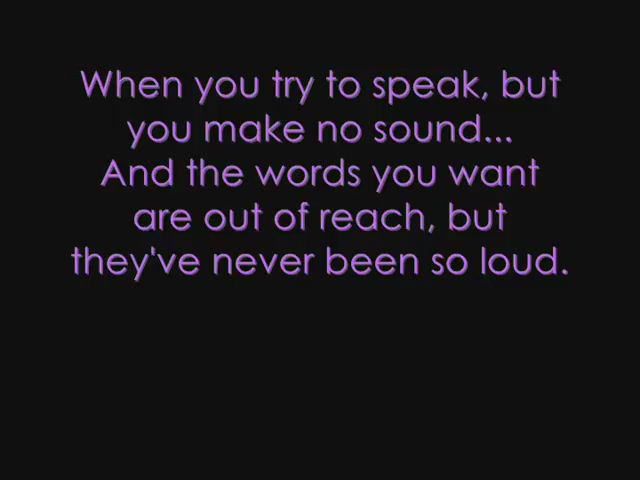 When you try to speak, but
you make no sound...
And the words you want
are out of reach, but
they've never been so loud.